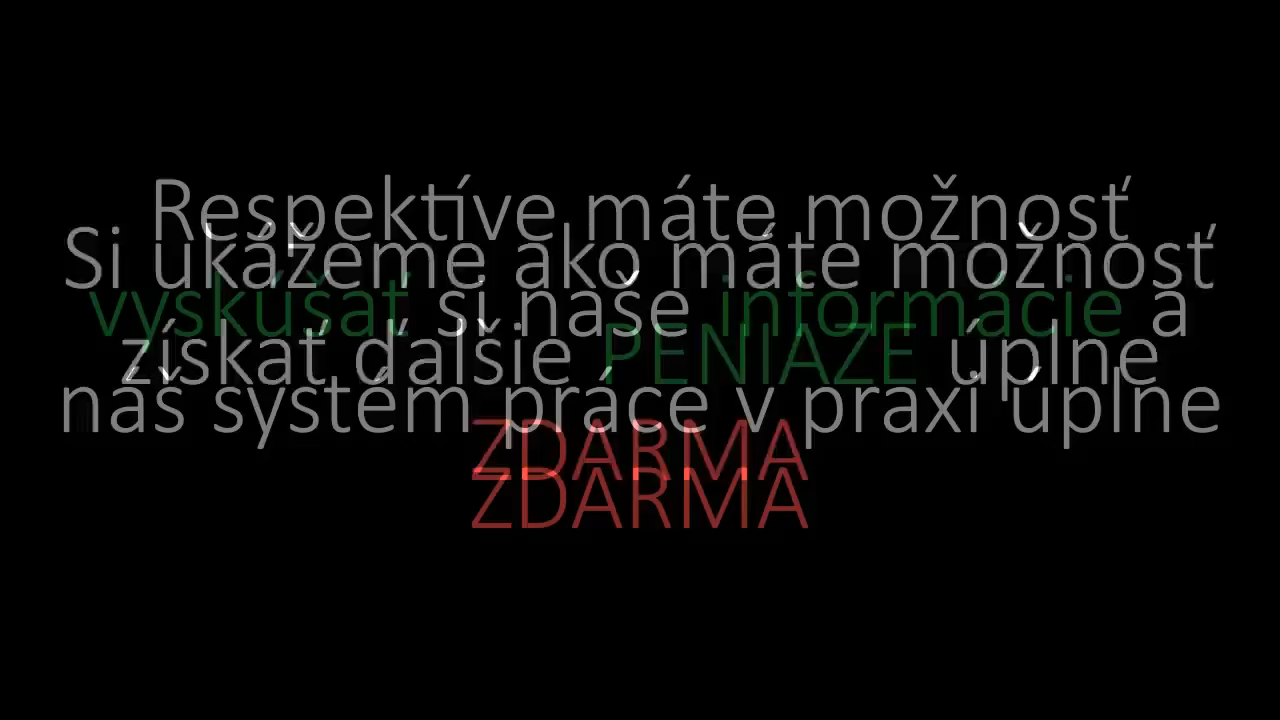 Respektíve máte možnosť
Si ukážeme ako máte možnosť
vyskúšať si naše informácie a
získať ďalšie PENIAZE úplne
náš systém práce v praxi úplne
ZDARMA
ZDARMA